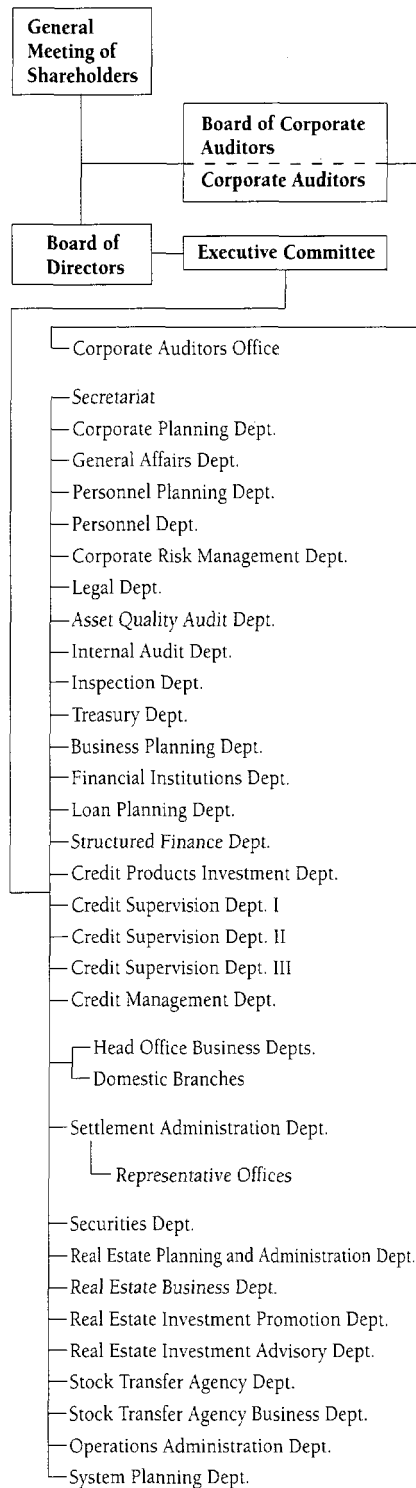 General
Meeting of
Shareholders
Board of Corporate
Auditors
Corporate Auditors
Board of
Directors
Executive Committee
Corporate Auditors Office
Secretariat
Corporate Planning Dept.
General Affairs Dept.
Personnel Planning Dept.
Personnel Dept.
Corporate Risk Management Dept.
Legal Dept.
Asset Quality Audit Dept.
Internal Audit Dept.
Inspection Dept.
Treasury Dept.
Business Planning Dept.
Financial Institutions Dept.
Loan Planning Dept.
Structured Finance Dept.
Credit Products Investment Dept.
Credit Supervision Dept. I
Credit Supervision Dept. II
Credit Supervision Dept. III
Credit Management Dept.
Head Office Business Depts.
Domestic Branches
Settlement Administration Dept.
Representative Offices
Securities Dept.
Real Estate Planning and Administration Dept.
Real Estate Business Dept.
Real Estate Investment Promotion Dept.
Real Estate Investment Advisory Dept.
Stock Transfer Agency Dept.
Stock Transfer Agency Business Dept.
Operations Administration Dept.
System Planning Dept.